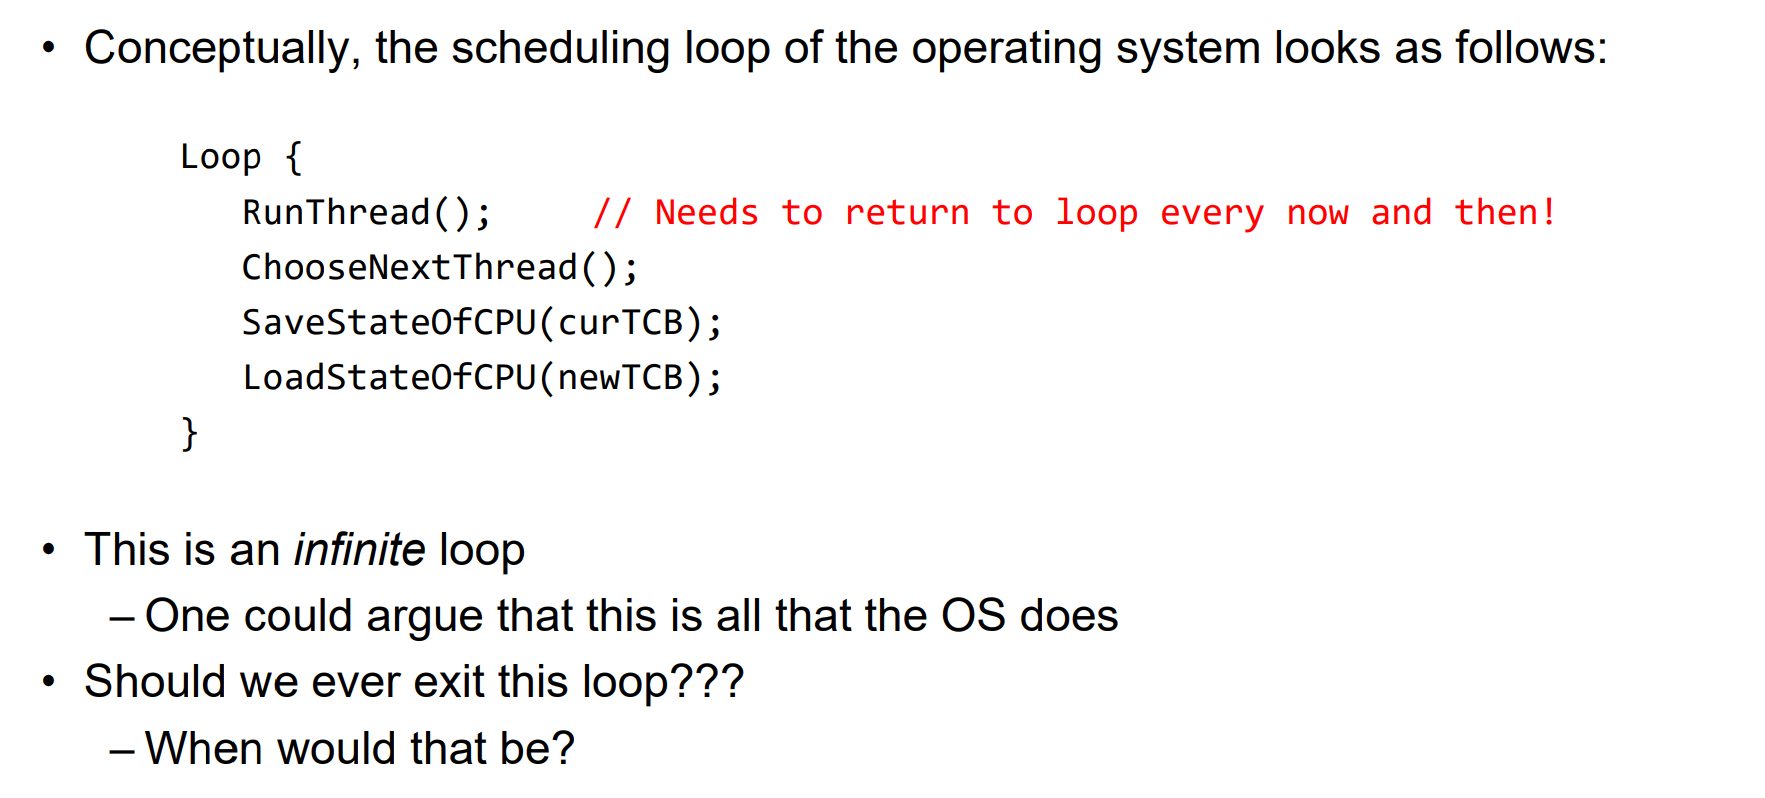 • Conceptually, the scheduling loop of the operating system looks as follows:
Loop {
RunThread(); // Needs to return to loop every now and then!
ChooseNextThread();
SaveStateOfCPU(curTCB);
LoadStateOfCPU(newTCB);
}
• This is an infinite loop
– One could argue that this is all that the OS does
• Should we ever exit this loop???
– When would that be?